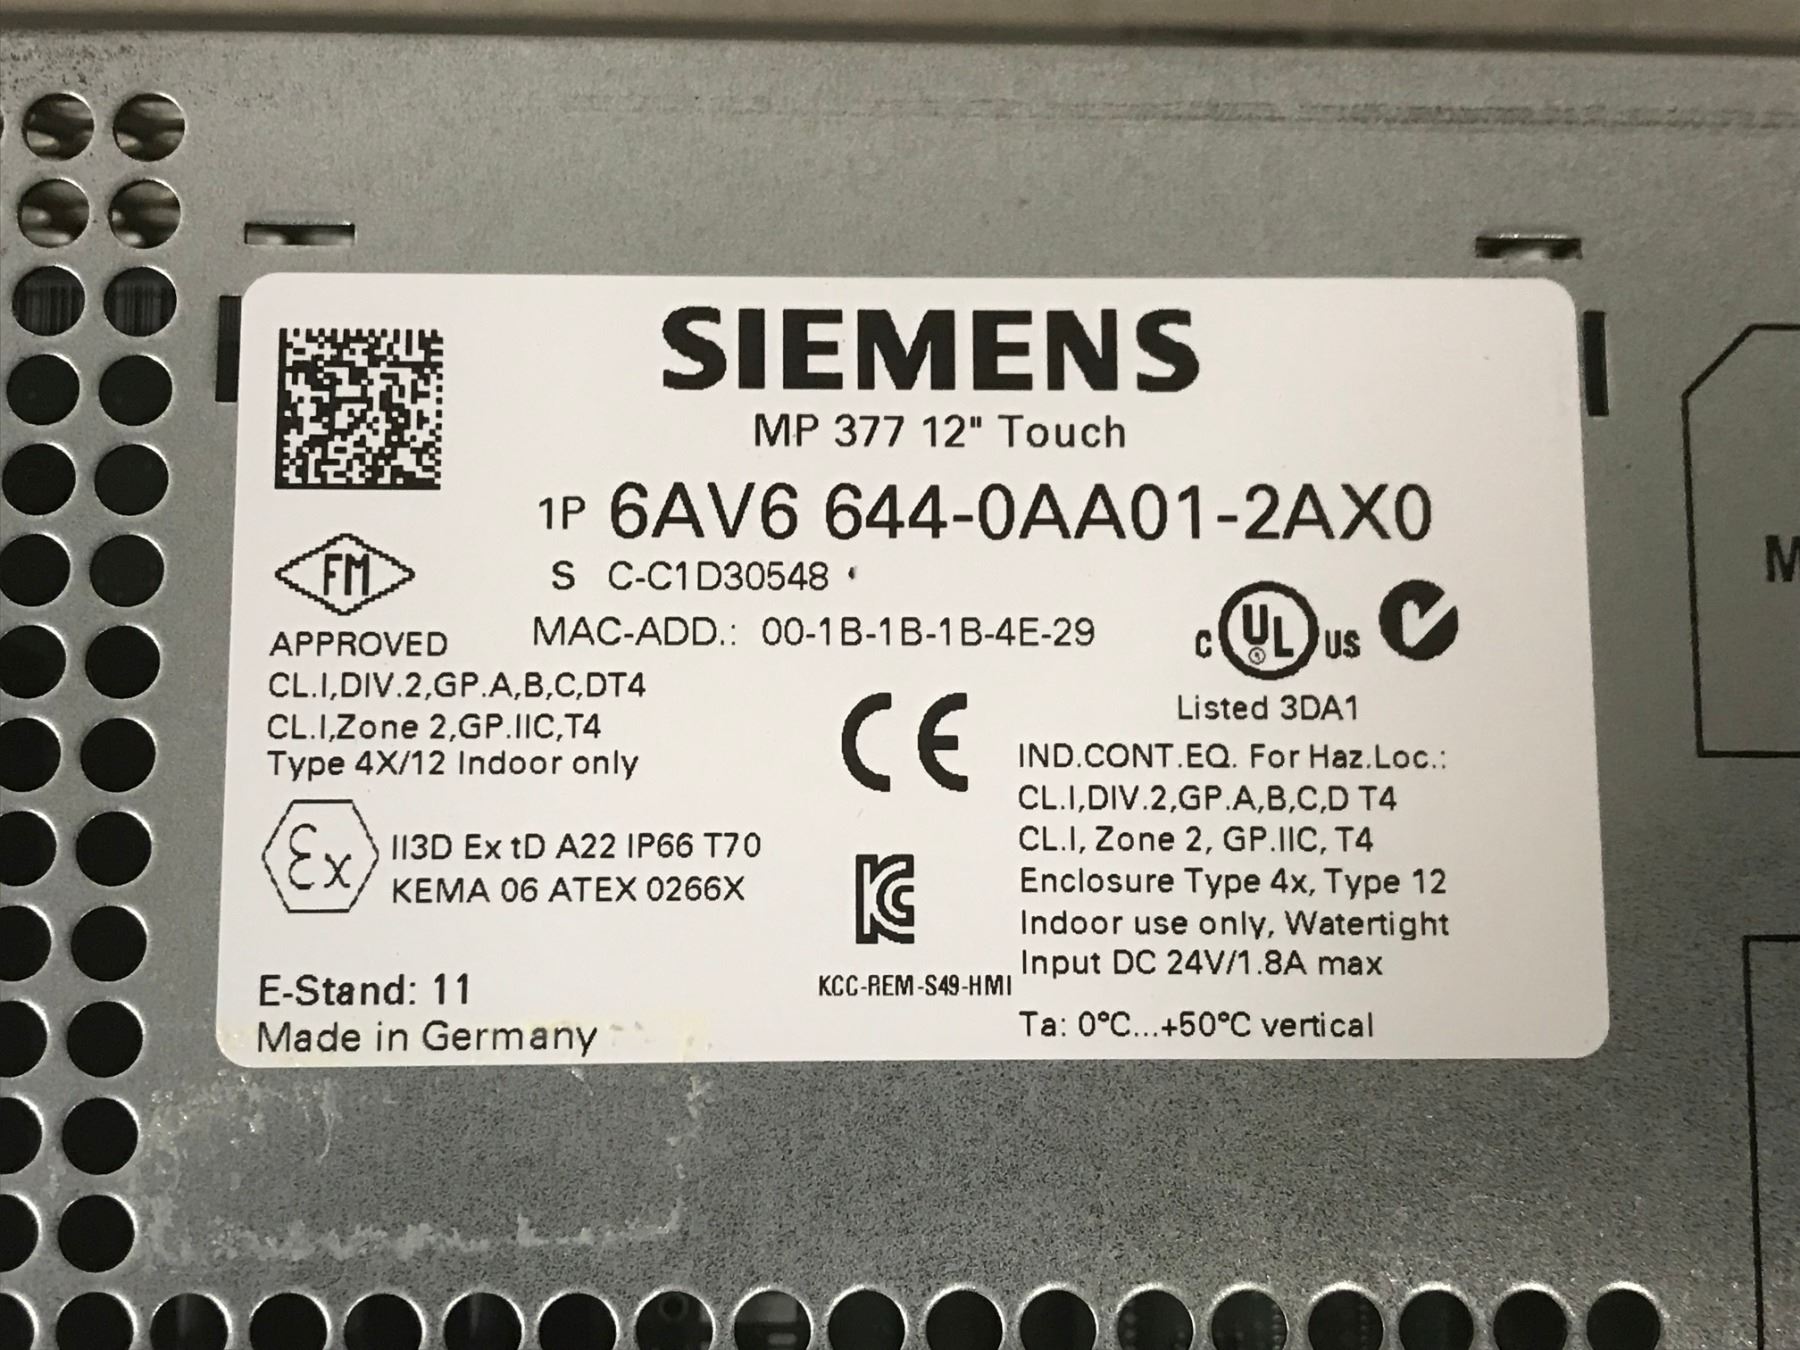 SIEMENS
MP 377 12" Touch
1P 6AV6 644-0AA01-2AX0
S C-C1D30548
MAC-ADD.: 00-1B-1B-1B-4E-29
FM
APPROVED
CL.I,DIV.2,GP.A,B,C,DT4
CL.I,Zone 2,GP.IIC,T4
Type 4X/12 Indoor only
Ex
II3D Ex tD A22 IP66 T70
KEMA 06 ATEX 0266X
E-Stand: 11
Made in Germany
CE
KC
KCC-REM-S49-HMI
C UL US
Listed 3DA1
IND.CONT.EQ. For Haz.Loc.:
CL.I,DIV.2,GP.A,B,C,D T4
CL.I, Zone 2, GP.IIC, T4
Enclosure Type 4x, Type 12
Indoor use only, Watertight
Input DC 24V/1.8A max
Ta: 0°C...+50°C vertical